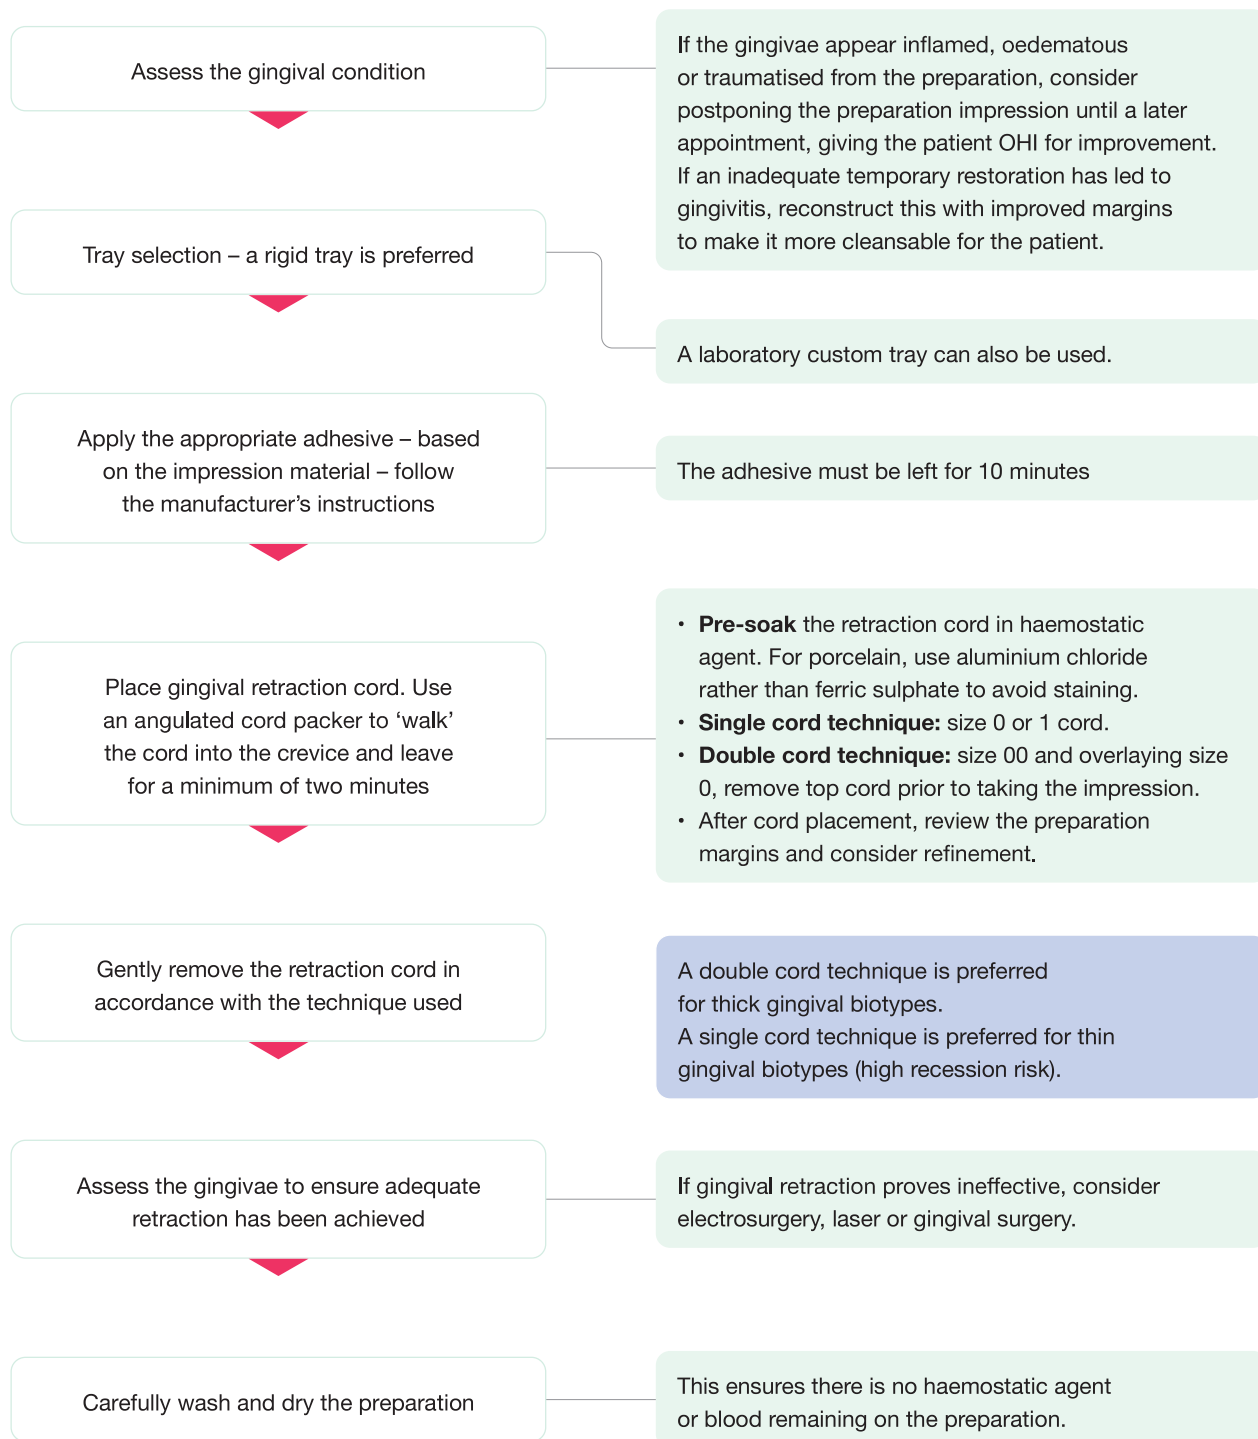 Assess the gingival condition
If the gingivae appear inflamed, oedematous
or traumatised from the preparation, consider
postponing the preparation impression until a later
appointment, giving the patient OHI for improvement.
If an inadequate temporary restoration has led to
gingivitis, reconstruct this with improved margins
to make it more cleansable for the patient.
Tray selection – a rigid tray is preferred
A laboratory custom tray can also be used.
Apply the appropriate adhesive – based
on the impression material – follow
the manufacturer’s instructions
The adhesive must be left for 10 minutes
Place gingival retraction cord. Use
an angulated cord packer to ‘walk’
the cord into the crevice and leave
for a minimum of two minutes
• Pre-soak the retraction cord in haemostatic
agent. For porcelain, use aluminium chloride
rather than ferric sulphate to avoid staining.
• Single cord technique: size 0 or 1 cord.
• Double cord technique: size 00 and overlaying size
0, remove top cord prior to taking the impression.
• After cord placement, review the preparation
margins and consider refinement.
Gently remove the retraction cord in
accordance with the technique used
A double cord technique is preferred
for thick gingival biotypes.
A single cord technique is preferred for thin
gingival biotypes (high recession risk).
Assess the gingivae to ensure adequate
retraction has been achieved
If gingival retraction proves ineffective, consider
electrosurgery, laser or gingival surgery.
Carefully wash and dry the preparation
This ensures there is no haemostatic agent
or blood remaining on the preparation.